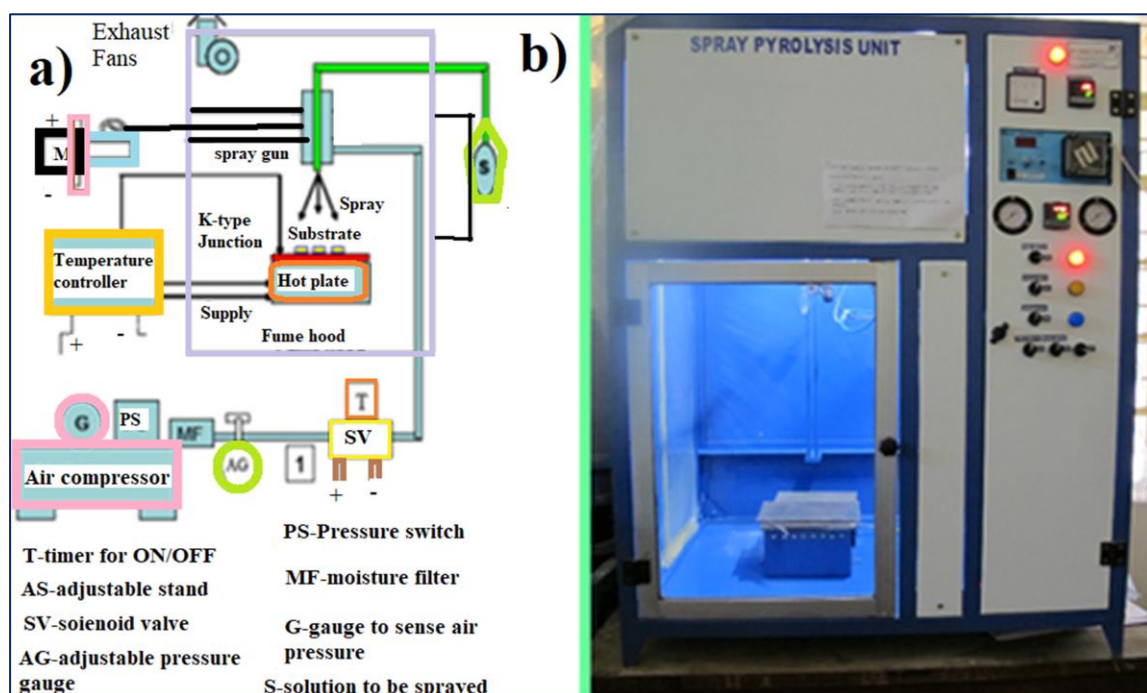 Exhaust
Fans
a)
+
M
-
spray gun
S
Spray
K-type
Junction
Substrate
Temperature
controller
Hot plate
Supply
+
-
Fume hood
G
PS
MF
T
SV
AG
1
Air compressor
+
-
PS-Pressure switch
T-timer for ON/OFF
MF-moisture filter
AS-adjustable stand
SV-soienoid valve
G-gauge to sense air
pressure
AG-adjustable pressure
gauge
S-solution to be sprayed
b)
SPRAY PYROLYSIS UNIT